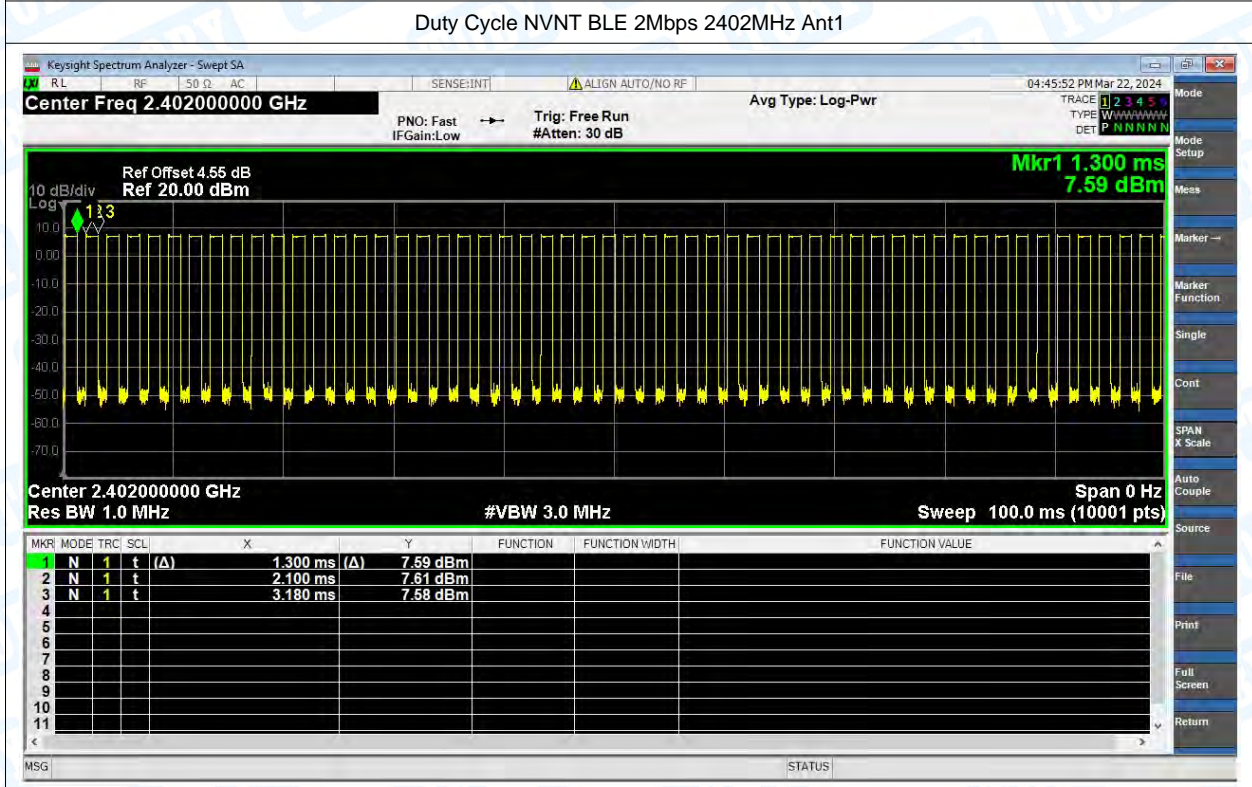 Duty Cycle NVNT BLE 2Mbps 2402MHz Ant1
Keysight Spectrum Analyzer - Swept SA
RL RF 50 Ω AC SENSE:INT ALIGN AUTO/NO RF 04:45:52 PM Mar 22, 2024
Center Freq 2.402000000 GHz
PNO: Fast
IFGain:Low
Trig: Free Run
#Atten: 30 dB
Avg Type: Log-Pwr
TRACE 1 2 3 4 5 6
TYPE W
DET P N N N N N
Ref Offset 4.55 dB
Ref 20.00 dBm
10 dB/div
Log
Mkr1 1.300 ms
7.59 dBm
10.0
0.00
-10.0
-20.0
-30.0
-40.0
-50.0
-60.0
-70.0
Center 2.402000000 GHz
Span 0 Hz
Res BW 1.0 MHz
#VBW 3.0 MHz
Sweep 100.0 ms (10001 pts)
MKR MODE TRC SCL X Y FUNCTION FUNCTION WIDTH FUNCTION VALUE
1 N 1 t (Δ) 1.300 ms (Δ) 7.59 dBm
2 N 1 t 2.100 ms 7.61 dBm
3 N 1 t 3.180 ms 7.58 dBm
4
5
6
7
8
9
10
11
MSG STATUS
Mode
Mode
Setup
Meas
Marker→
Marker
Function
Single
Cont
SPAN
X Scale
Auto
Couple
Source
File
Print
Full
Screen
Return